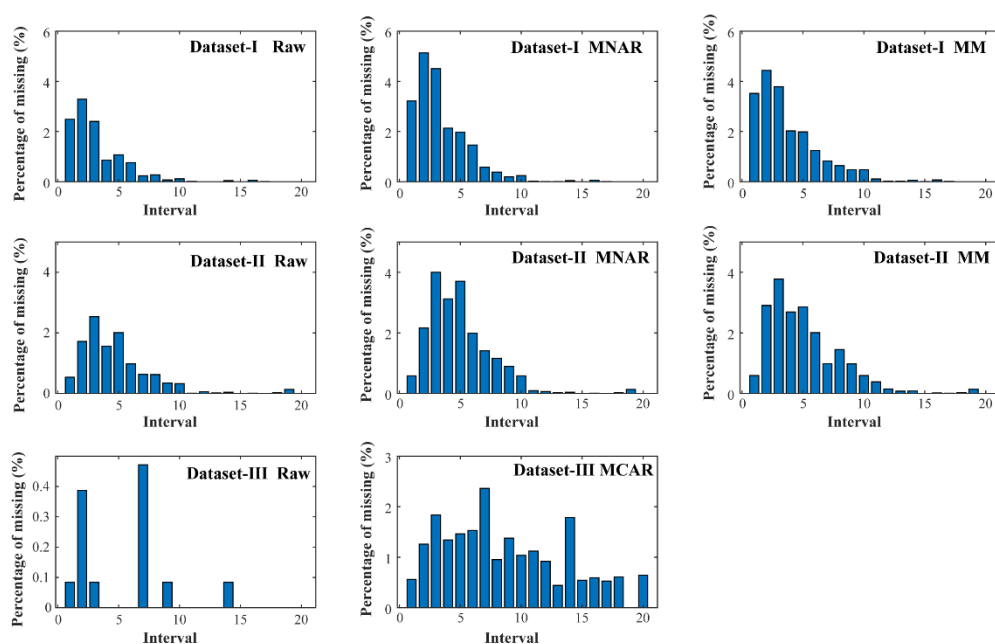 Dataset-I Raw
Percentage of missing (%)
6
4
2
0
0
5
10
15
20
Interval
Dataset-I MNAR
Percentage of missing (%)
6
4
2
0
0
5
10
15
20
Interval
Dataset-I MM
Percentage of missing (%)
6
4
2
0
0
5
10
15
20
Interval
Dataset-II Raw
Percentage of missing (%)
4
2
0
0
5
10
15
20
Interval
Dataset-II MNAR
Percentage of missing (%)
4
2
0
0
5
10
15
20
Interval
Dataset-II MM
Percentage of missing (%)
4
2
0
0
5
10
15
20
Interval
Dataset-III Raw
Percentage of missing (%)
0.4
0.3
0.2
0.1
0
0
5
10
15
20
Interval
Dataset-III MCAR
Percentage of missing (%)
3
2
1
0
0
5
10
15
20
Interval